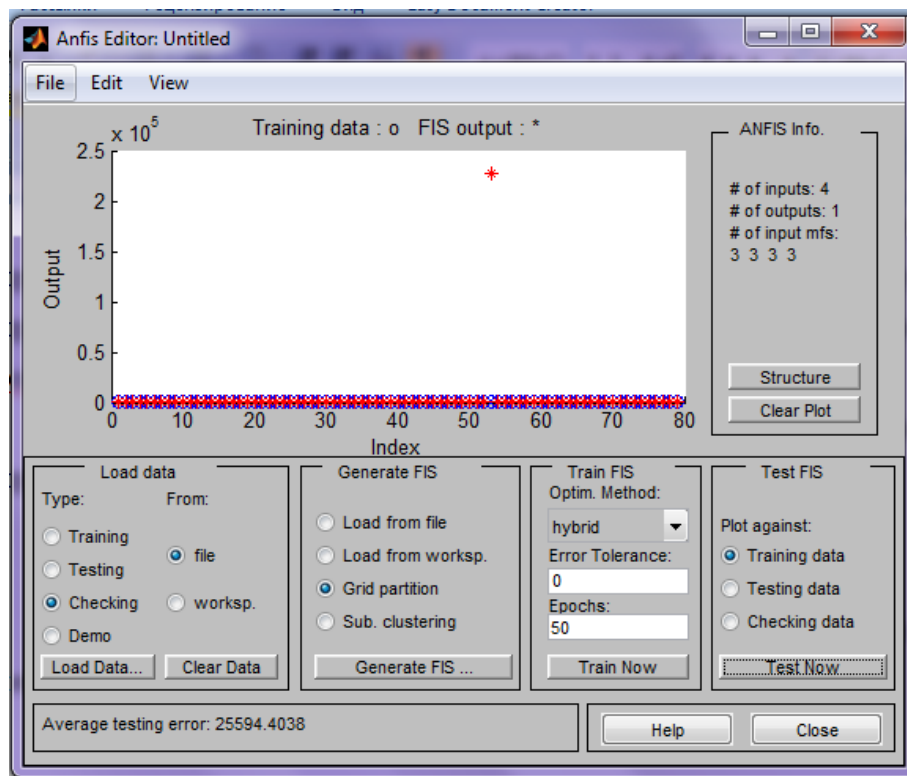 Anfis Editor: Untitled
File Edit View
Training data : o FIS output : *
x 10^5
2.5
2
1.5
1
0.5
0
Output
0 10 20 30 40 50 60 70 80
Index
ANFIS Info.
# of inputs: 4
# of outputs: 1
# of input mfs:
3 3 3 3
Structure
Clear Plot
Load data
Type: From:
Training
Testing
Checking
Demo
file
worksp.
Load Data... Clear Data
Generate FIS
Load from file
Load from worksp.
Grid partition
Sub. clustering
Generate FIS ...
Train FIS
Optim. Method:
hybrid
Error Tolerance:
0
Epochs:
50
Train Now
Test FIS
Plot against:
Training data
Testing data
Checking data
Test Now
Average testing error: 25594.4038
Help Close